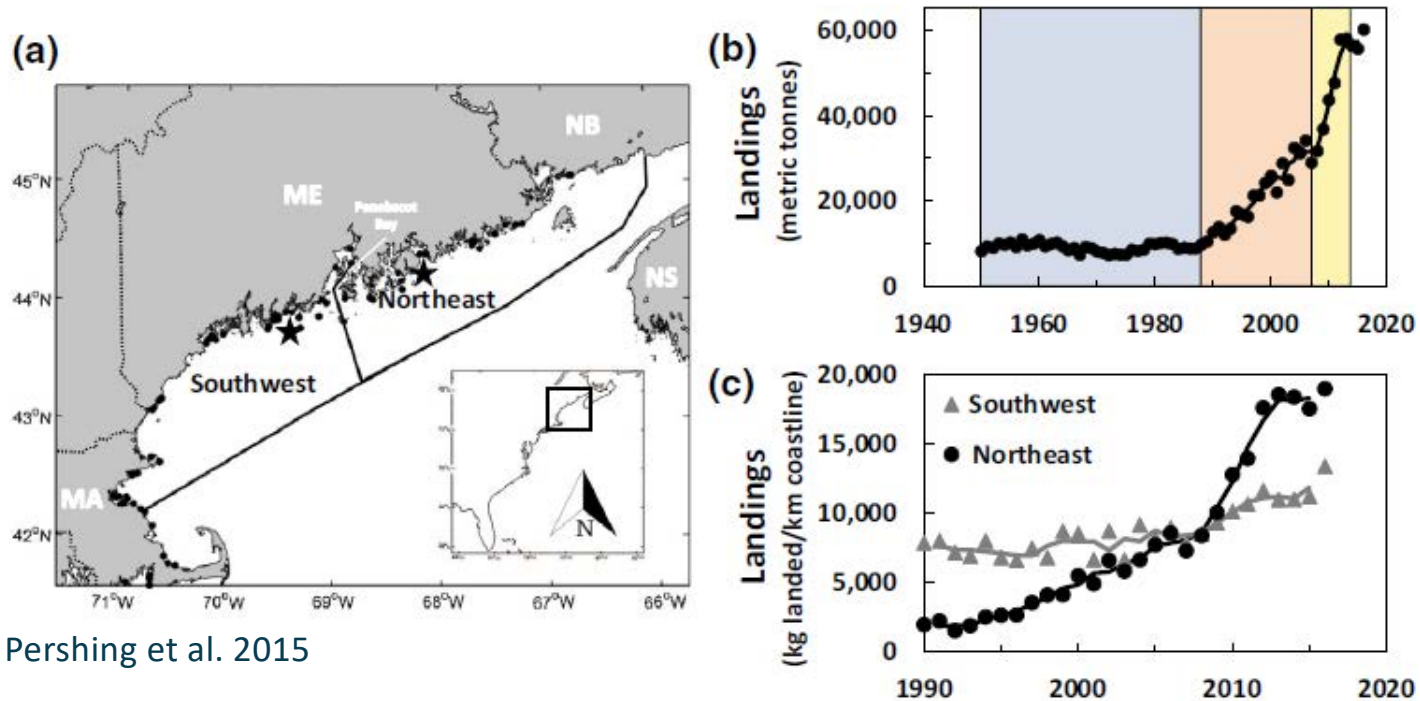 (a)
NB
45°N
ME
Penobscot
Bay
NS
44°N
Northeast
Southwest
43°N
MA
42°N
N
71°W 70°W 69°W 68°W 67°W 66°W
Pershing et al. 2015
(b)
Landings
(metric tonnes)
60,000
40,000
20,000
0
1940 1960 1980 2000 2020
(c)
Landings
(kg landed/km coastline)
20,000
15,000
10,000
5,000
0
Southwest
Northeast
1990 2000 2010 2020